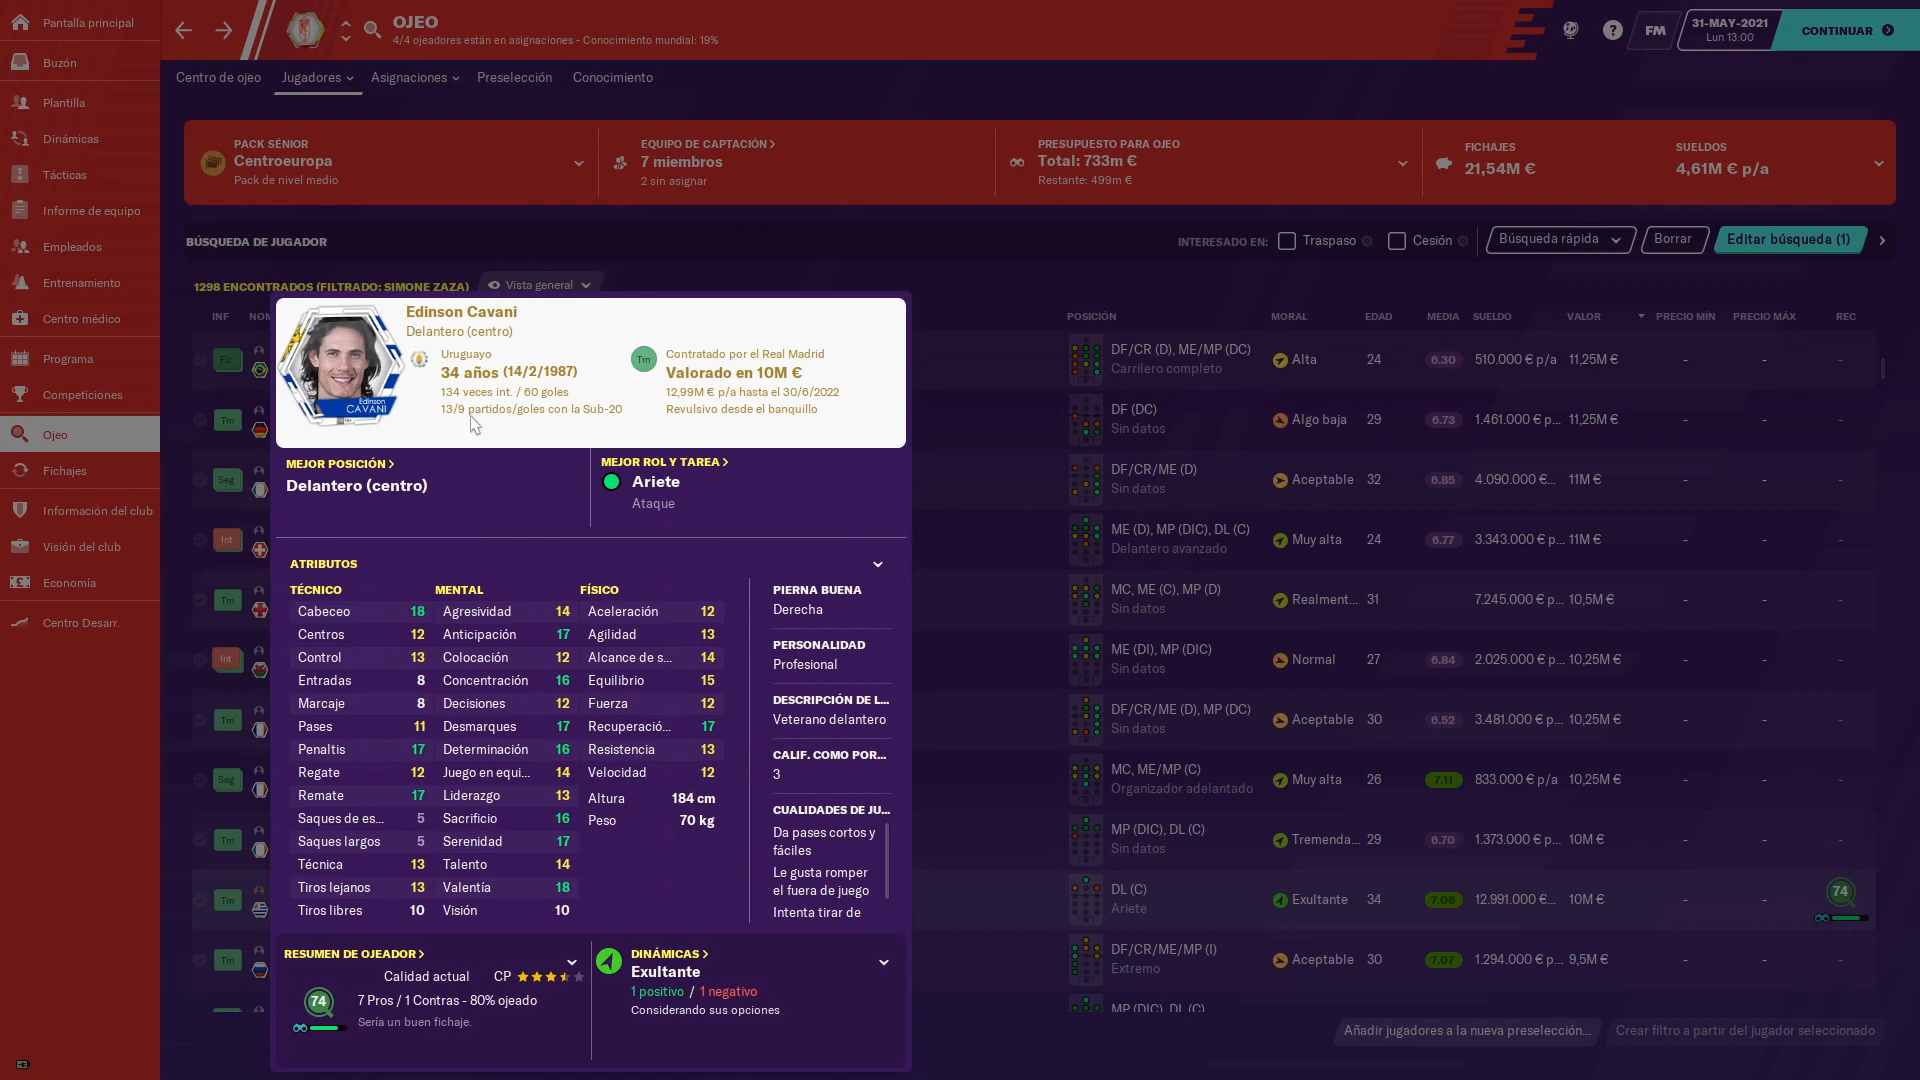 Pantalla principal
Buzón
Plantilla
Dinámicas
Tácticas
Informe de equipo
Empleados
Entrenamiento
Centro médico
Programa
Competiciones
Ojeo
Fichajes
Información del club
Visión del club
Economía
Centro Desarr.
OJEO
4/4 ojeadores están en asignaciones - Conocimiento mundial: 19%
? FM
31-MAY-2021
Lun 13:00
CONTINUAR
Centro de ojeo Jugadores Asignaciones Preselección Conocimiento
PACK SÉNIOR
Centroeuropa
Pack de nivel medio
EQUIPO DE CAPTACIÓN >
7 miembros
2 sin asignar
PRESUPUESTO PARA OJEO
Total: 733m €
Restante: 499m €
FICHAJES
21,54M €
SUELDOS
4,61M € p/a
BÚSQUEDA DE JUGADOR
INTERESADO EN: Traspaso Cesión Búsqueda rápida Borrar Editar búsqueda (1)
1298 ENCONTRADOS (FILTRADO: SIMONE ZAZA) Vista general
INF NOM POSICIÓN MORAL EDAD MEDIA SUELDO VALOR PRECIO MÍN PRECIO MÁX REC
Fic DF/CR (D), ME/MP (DC) Carrilero completo Alta 24 6.30 510.000 € p/a 11,25M € - - -
Trn DF (DC) Sin datos Algo baja 29 6.73 1.461.000 € p... 11,25M € - - -
Seg DF/CR/ME (D) Sin datos Aceptable 32 6.85 4.090.000 €... 11M € - - -
Int ME (D), MP (DIC), DL (C) Delantero avanzado Muy alta 24 6.77 3.343.000 € p... 11M € - - -
Trn MC, ME (C), MP (D) Sin datos Realment... 31 7.245.000 € p... 10,5M € - - -
Int ME (DI), MP (DIC) Sin datos Normal 27 6.84 2.025.000 € p... 10,25M € - - -
Trn DF/CR/ME (D), MP (DC) Sin datos Aceptable 30 6.52 3.481.000 € p... 10,25M € - - -
Seg MC, ME/MP (C) Organizador adelantado Muy alta 26 7.11 833.000 € p/a 10,25M € - - -
Trn MP (DIC), DL (C) Sin datos Tremenda... 29 6.70 1.373.000 € p... 10M € - - -
Trn DL (C) Ariete Exultante 34 7.06 12.991.000 €... 10M € - - 74
Trn DF/CR/ME/MP (I) Extremo Aceptable 30 7.07 1.294.000 € p... 9,5M € - - -
MP (DIC), DL (C)
Edinson Cavani
Delantero (centro)
Edinson
CAVANI
Uruguayo
34 años (14/2/1987)
134 veces int. / 60 goles
13/9 partidos/goles con la Sub-20
Trn
Contratado por el Real Madrid
Valorado en 10M €
12,99M € p/a hasta el 30/6/2022
Revulsivo desde el banquillo
MEJOR POSICIÓN >
Delantero (centro)
MEJOR ROL Y TAREA >
Ariete
Ataque
ATRIBUTOS
TÉCNICO MENTAL FÍSICO
Cabeceo 18 Agresividad 14 Aceleración 12
Centros 12 Anticipación 17 Agilidad 13
Control 13 Colocación 12 Alcance de s... 14
Entradas 8 Concentración 16 Equilibrio 15
Marcaje 8 Decisiones 12 Fuerza 12
Pases 11 Desmarques 17 Recuperació... 17
Penaltis 17 Determinación 16 Resistencia 13
Regate 12 Juego en equi... 14 Velocidad 12
Remate 17 Liderazgo 13 Altura 184 cm
Saques de es... 5 Sacrificio 16 Peso 70 kg
Saques largos 5 Serenidad 17
Técnica 13 Talento 14
Tiros lejanos 13 Valentía 18
Tiros libres 10 Visión 10
PIERNA BUENA
Derecha
PERSONALIDAD
Profesional
DESCRIPCIÓN DE L...
Veterano delantero
CALIF. COMO POR...
3
CUALIDADES DE JU...
Da pases cortos y
fáciles
Le gusta romper
el fuera de juego
Intenta tirar de
RESUMEN DE OJEADOR >
Calidad actual CP
74
7 Pros / 1 Contras - 80% ojeado
Sería un buen fichaje.
DINÁMICAS >
Exultante
1 positivo / 1 negativo
Considerando sus opciones
Añadir jugadores a la nueva preselección... Crear filtro a partir del jugador seleccionado